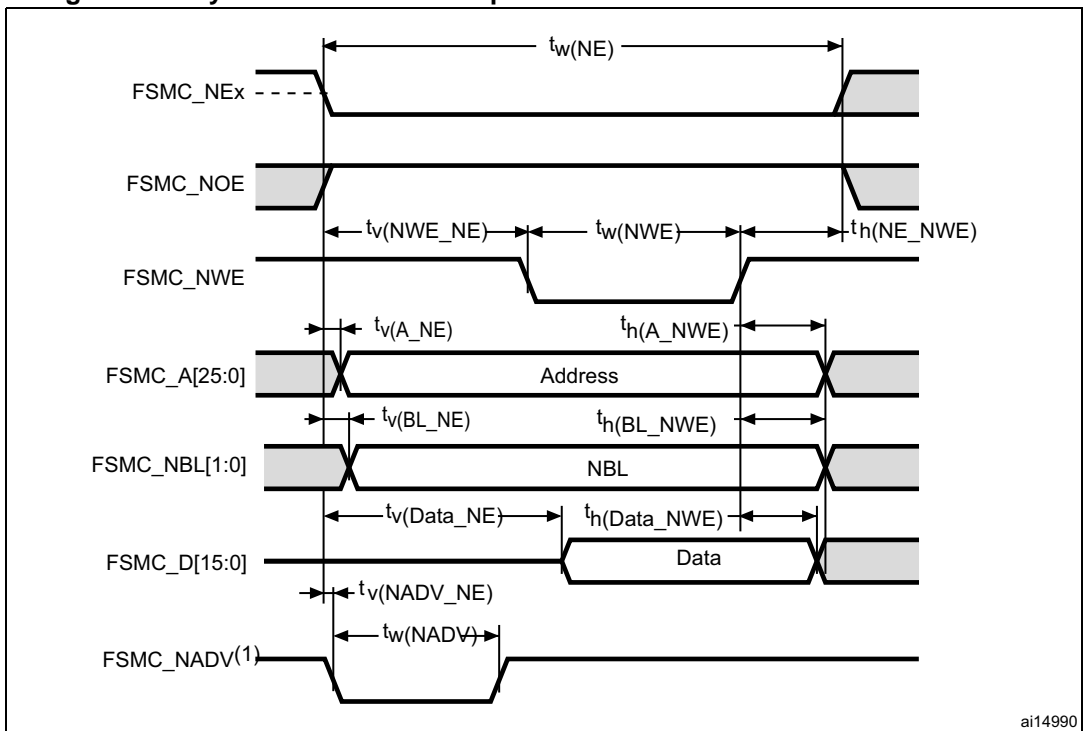 tw(NE)
FSMC_NEx
FSMC_NOE
tv(NWE_NE) tw(NWE) th(NE_NWE)
FSMC_NWE
tv(A_NE) th(A_NWE)
FSMC_A[25:0] Address
tv(BL_NE) th(BL_NWE)
FSMC_NBL[1:0] NBL
tv(Data_NE) th(Data_NWE)
FSMC_D[15:0] Data
tv(NADV_NE)
tw(NADV)
FSMC_NADV(1)
ai14990